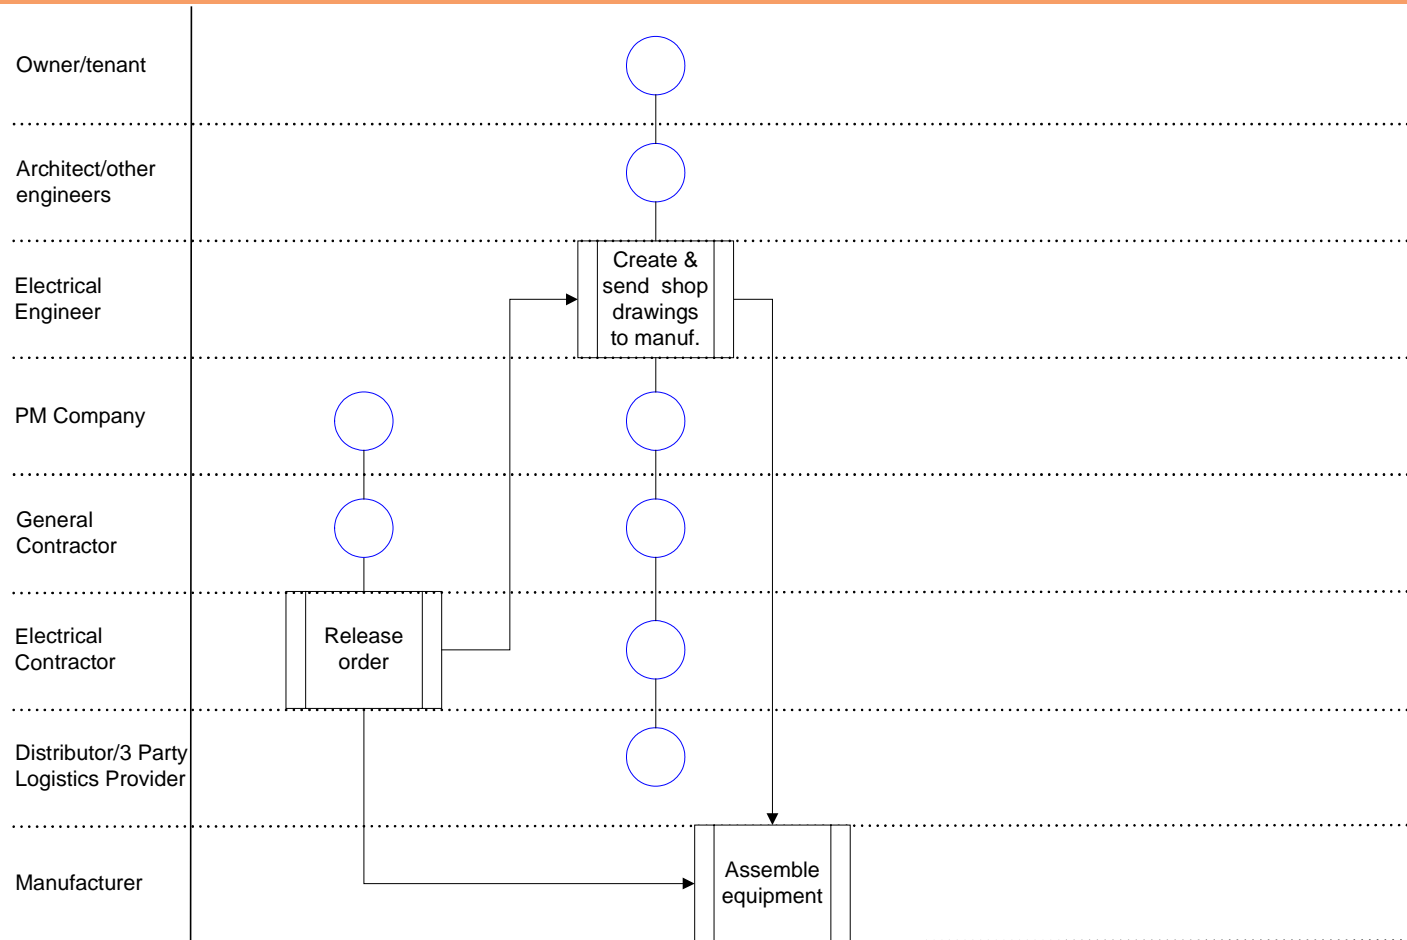 Owner/tenant
Architect/other
engineers
Create &
send shop
drawings
to manuf.
Electrical
Engineer
PM Company
General
Contractor
Electrical
Contractor
Release
order
Distributor/3 Party
Logistics Provider
Manufacturer
Assemble
equipment